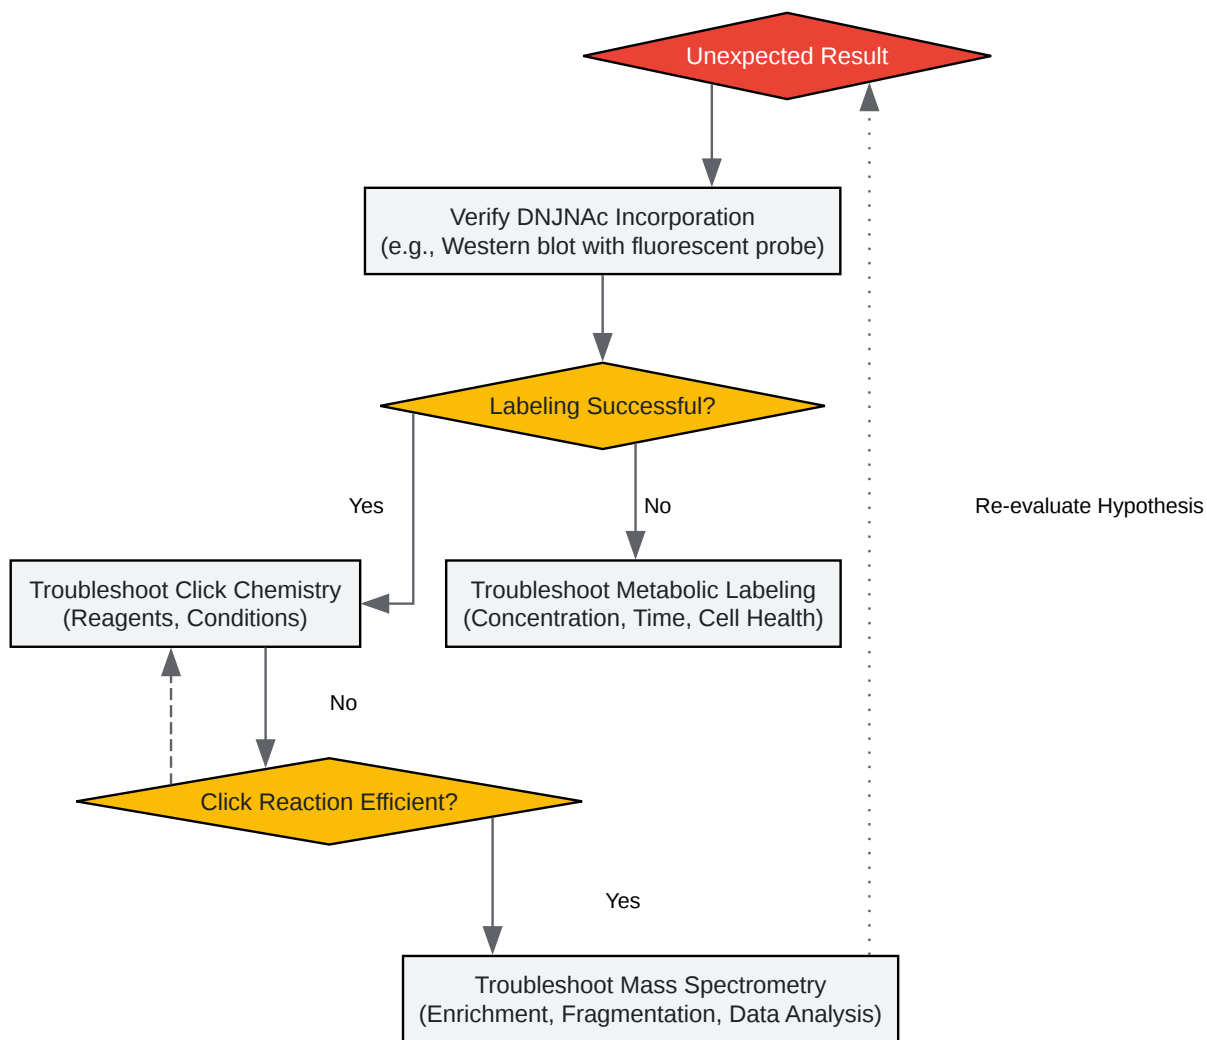 Unexpected Result
Verify DNJNAc Incorporation
(e.g., Western blot with fluorescent probe)
Labeling Successful?
Yes
No
Re-evaluate Hypothesis
Troubleshoot Click Chemistry
(Reagents, Conditions)
Troubleshoot Metabolic Labeling
(Concentration, Time, Cell Health)
No
Click Reaction Efficient?
Yes
Troubleshoot Mass Spectrometry
(Enrichment, Fragmentation, Data Analysis)